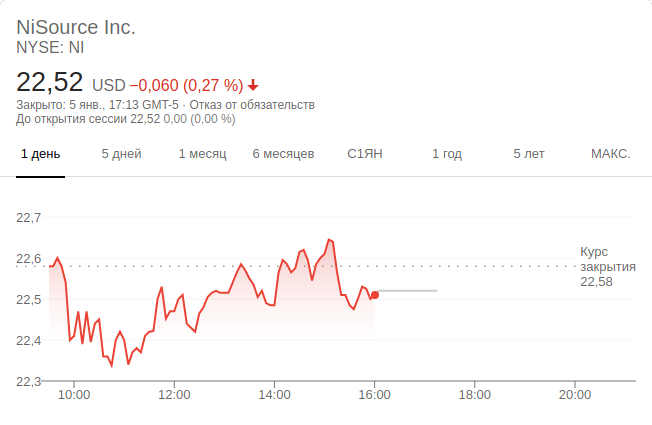 NiSource Inc.
NYSE: NI
22,52 USD −0,060 (0,27 %)
Закрыто: 5 янв., 17:13 GMT-5 · Отказ от обязательств
До открытия сессии 22,52 0,00 (0,00 %)
1 день 5 дней 1 месяц 6 месяцев С1ЯН 1 год 5 лет МАКС.
22,7
22,6
22,5
22,4
22,3
Курс
закрытия
22,58
10:00 12:00 14:00 16:00 18:00 20:00